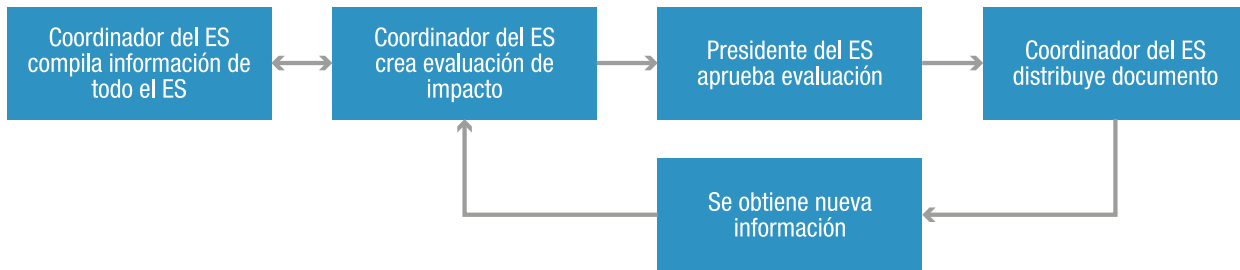 Coordinador del ES
compila información de
todo el ES
Coordinador del ES
crea evaluación de
impacto
Presidente del ES
aprueba evaluación
Coordinador del ES
distribuye documento
Se obtiene nueva
información